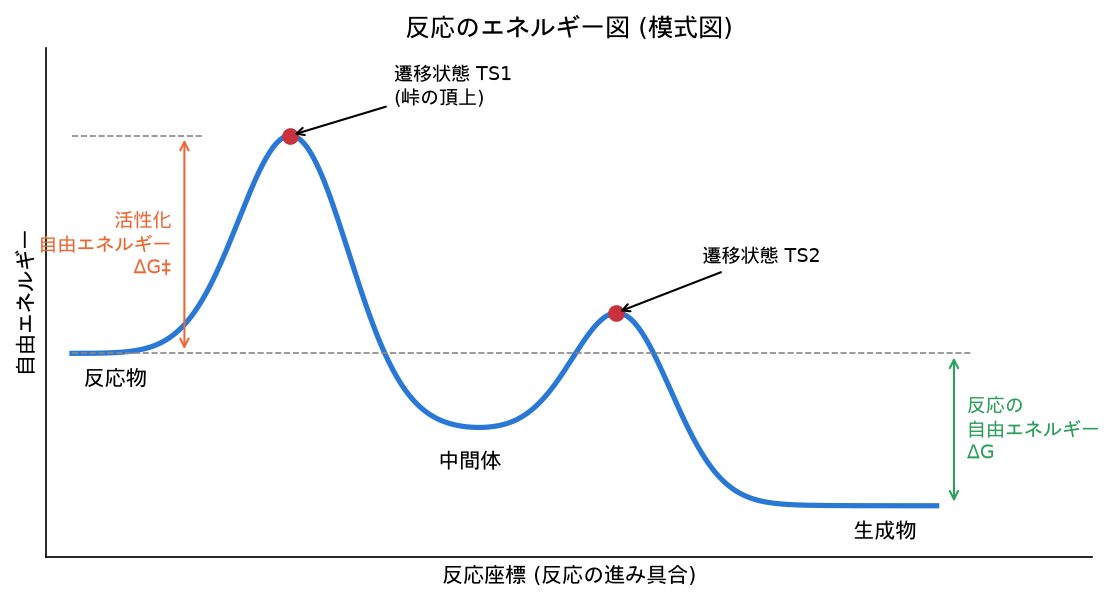 反応のエネルギー図 (模式図)
遷移状態 TS1
(峠の頂上)
活性化
自由エネルギー
ΔG‡
自由エネルギー
遷移状態 TS2
反応物
中間体
反応の
自由エネルギー
ΔG
生成物
反応座標 (反応の進み具合)